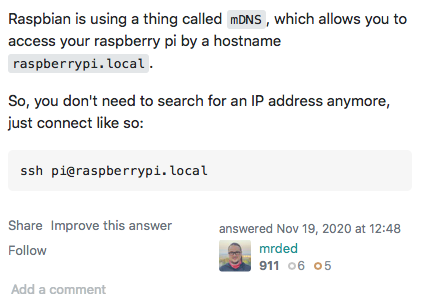 Raspbian is using a thing called mDNS, which allows you to
access your raspberry pi by a hostname
raspberrypi.local.
So, you don't need to search for an IP address anymore,
just connect like so:
ssh pi@raspberrypi.local
Share Improve this answer
Follow
answered Nov 19, 2020 at 12:48
mrded
911 6 5
Add a comment